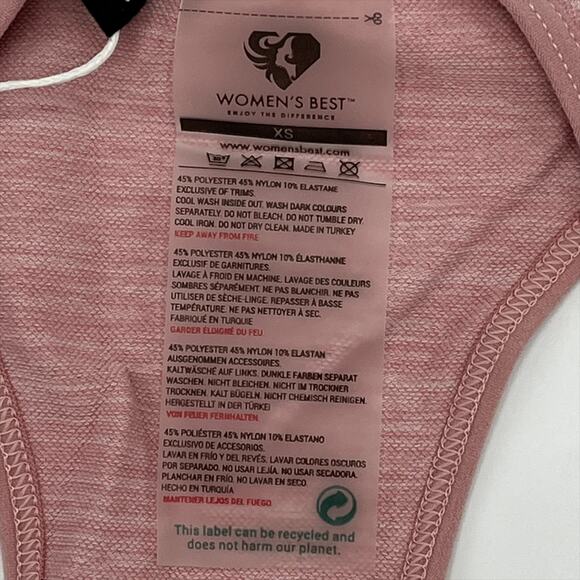 WOMEN'S BEST™
ENJOY THE DIFFERENCE
XS
www.womensbest.com
45% POLYESTER 45% NYLON 10% ELASTANE
EXCLUSIVE OF TRIMS.
COOL WASH INSIDE OUT. WASH DARK COLOURS
SEPARATELY. DO NOT BLEACH. DO NOT TUMBLE DRY.
COOL IRON. DO NOT DRY CLEAN. MADE IN TURKEY
KEEP AWAY FROM FIRE
45% POLYESTER 45% NYLON 10% ÉLASTHANNE
EXCLUSIF DE GARNITURES.
LAVAGE À FROID EN MACHINE. LAVAGE DES COULEURS
SOMBRES SÉPARÉMENT. NE PAS BLANCHIR. NE PAS
UTILISER DE SÈCHE-LINGE. REPASSER À BASSE
TEMPÉRATURE. NE PAS NETTOYER À SEC.
FABRIQUÉ EN TURQUIE
GARDER ÉLOIGNÉ DU FEU
45% POLYESTER 45% NYLON 10% ELASTAN
AUSGENOMMEN ACCESSOIRES.
KALTWÄSCHE AUF LINKS. DUNKLE FARBEN SEPARAT
WASCHEN. NICHT BLEICHEN. NICHT IM TROCKNER
TROCKNEN. KALT BÜGELN. NICHT CHEMISCH REINIGEN.
HERGESTELLT IN DER TÜRKEI
VON FEUER FERNHALTEN
45% POLIÉSTER 45% NYLON 10% ELASTANO
EXCLUSIVO DE ACCESORIOS.
LAVAR EN FRÍO Y DEL REVÉS. LAVAR COLORES OSCUROS
POR SEPARADO. NO USAR LEJÍA. NO USAR SECADORA.
PLANCHAR EN FRÍO. NO LAVAR EN SECO.
HECHO EN TURQUÍA
MANTENER LEJOS DEL FUEGO
This label can be recycled and
does not harm our planet.